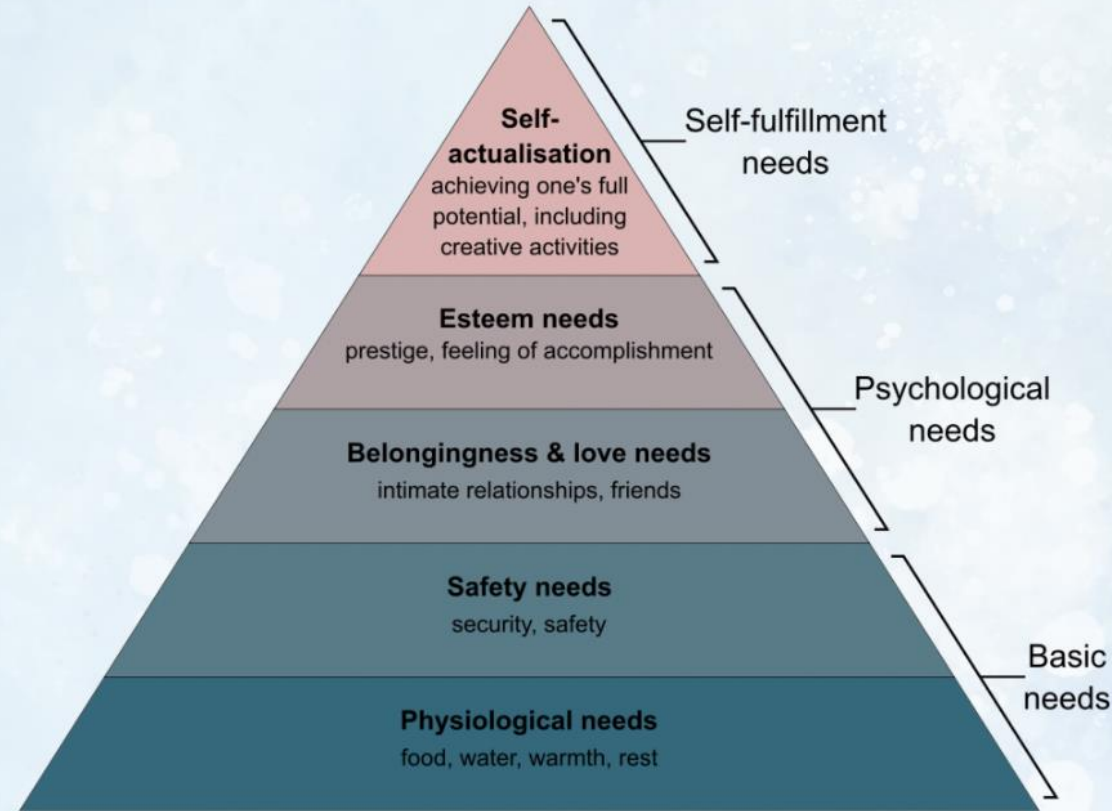 Self-
actualisation
achieving one's full
potential, including
creative activities
Self-fulfillment
needs
Esteem needs
prestige, feeling of accomplishment
Psychological
needs
Belongingness & love needs
intimate relationships, friends
Safety needs
security, safety
Basic
needs
Physiological needs
food, water, warmth, rest